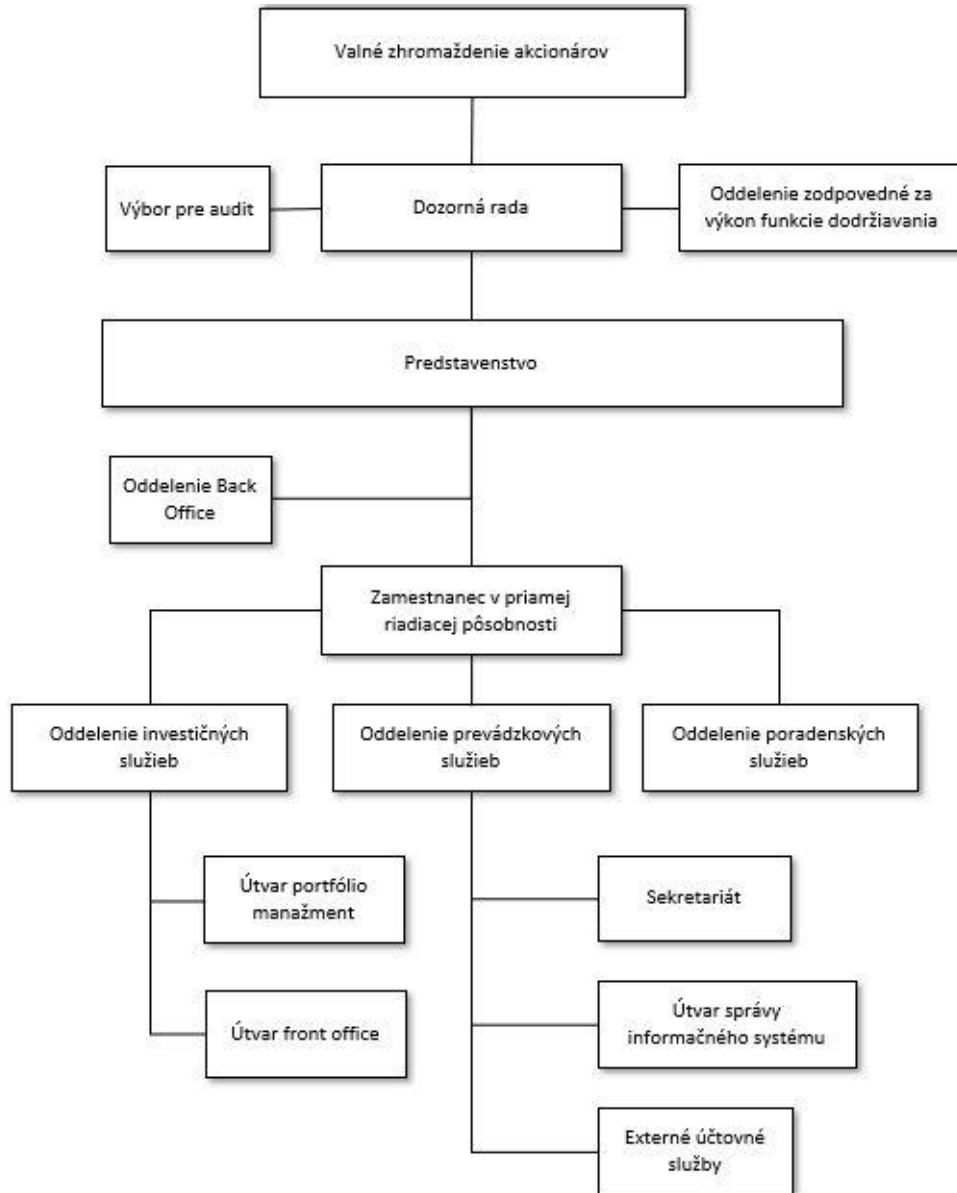 Valné zhromaždenie akcionárov
Výbor pre audit
Dozorná rada
Oddelenie zodpovedné za
výkon funkcie dodržiavania
Predstavenstvo
Oddelenie Back
Office
Zamestnanec v priamej
riadiacej pôsobnosti
Oddelenie investičných
služieb
Oddelenie prevádzkových
služieb
Oddelenie poradenských
služieb
Útvar portfólio
manažment
Sekretariát
Útvar front office
Útvar správy
informačného systému
Externé účtovné
služby